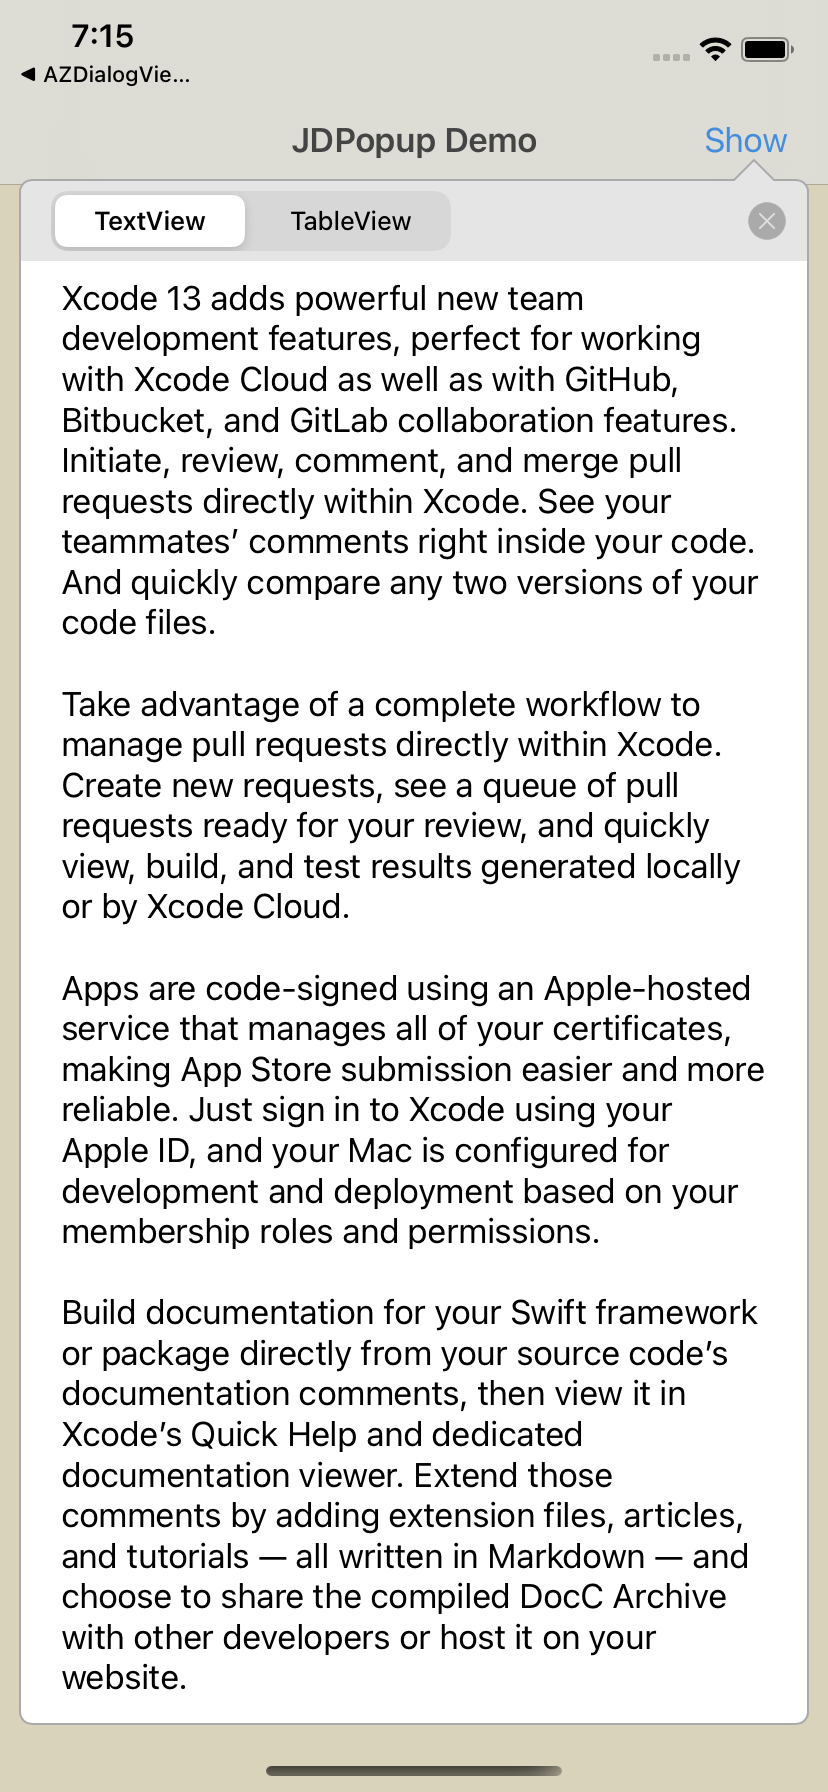 7:15
◀ AZDialogVie...
JDPopup Demo
Show
TextView
TableView
Xcode 13 adds powerful new team
development features, perfect for working
with Xcode Cloud as well as with GitHub,
Bitbucket, and GitLab collaboration features.
Initiate, review, comment, and merge pull
requests directly within Xcode. See your
teammates’ comments right inside your code.
And quickly compare any two versions of your
code files.
Take advantage of a complete workflow to
manage pull requests directly within Xcode.
Create new requests, see a queue of pull
requests ready for your review, and quickly
view, build, and test results generated locally
or by Xcode Cloud.
Apps are code-signed using an Apple-hosted
service that manages all of your certificates,
making App Store submission easier and more
reliable. Just sign in to Xcode using your
Apple ID, and your Mac is configured for
development and deployment based on your
membership roles and permissions.
Build documentation for your Swift framework
or package directly from your source code’s
documentation comments, then view it in
Xcode’s Quick Help and dedicated
documentation viewer. Extend those
comments by adding extension files, articles,
and tutorials — all written in Markdown — and
choose to share the compiled DocC Archive
with other developers or host it on your
website.